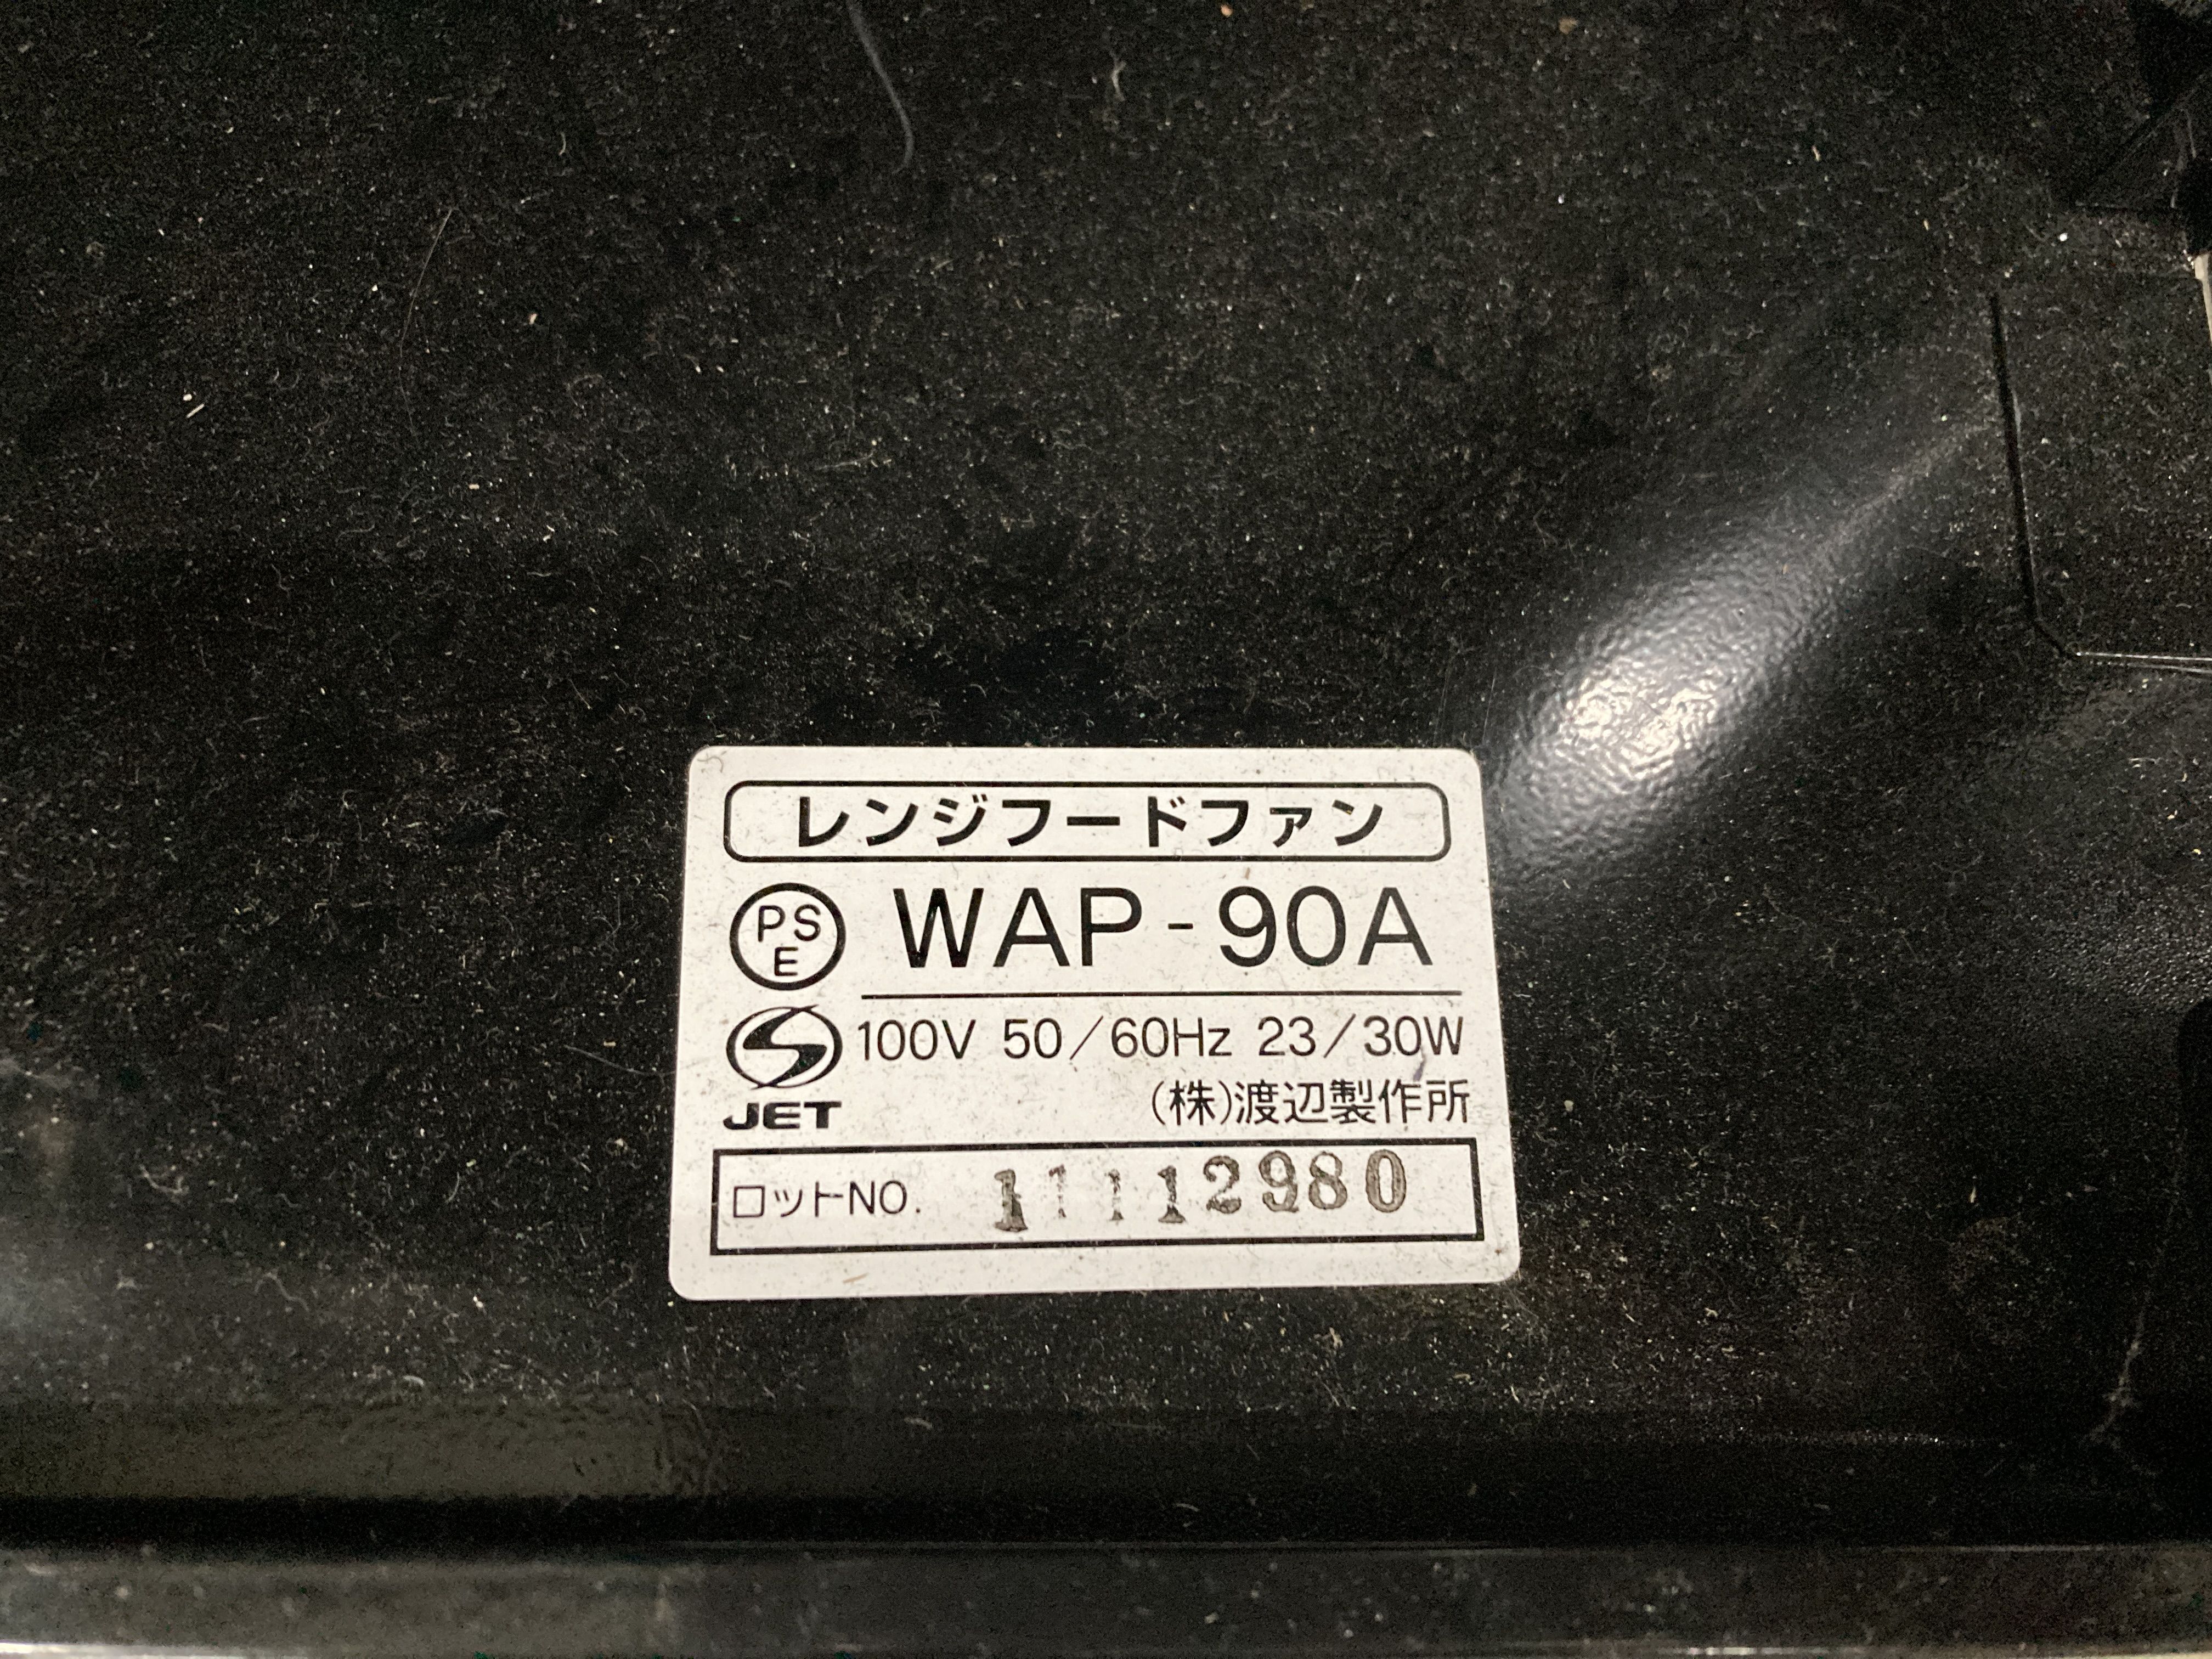 レンジフードファン
PS
E
WAP-90A
100V 50/60Hz 23/30W
JET
(株)渡辺製作所
ロットNO. 11112980